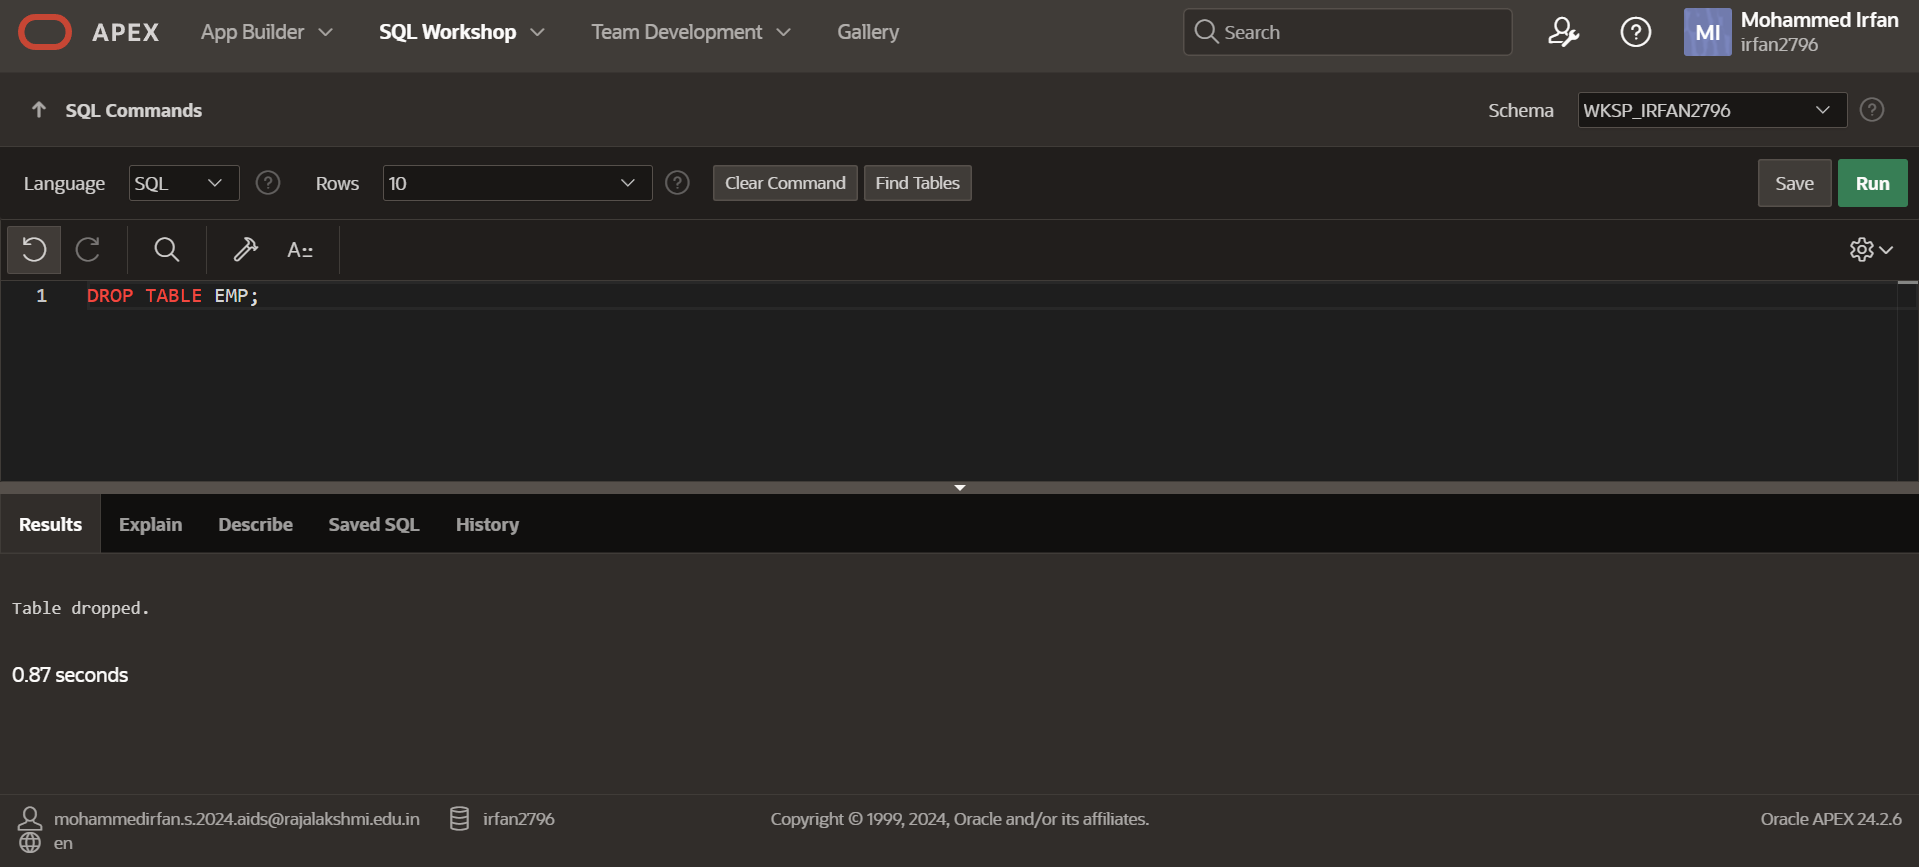 APEX App Builder SQL Workshop Team Development Gallery Search Mohammed Irfan
MI irfan2796
SQL Commands Schema WKSP_IRFAN2796
Language SQL Rows 10 Clear Command Find Tables Save Run
A
1 DROP TABLE EMP;
Results Explain Describe Saved SQL History
Table dropped.
0.87 seconds
mohammedirfan.s.2024.aids@rajalakshmi.edu.in irfan2796 Copyright © 1999, 2024, Oracle and/or its affiliates. Oracle APEX 24.2.6
en